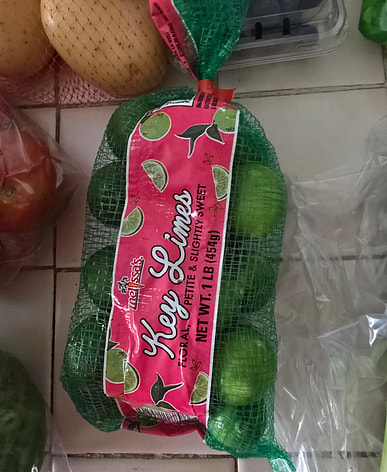 melissa's
Key Limes
FLORAL, PETITE & SLIGHTLY SWEET
NET WT. 1 LB (454g)